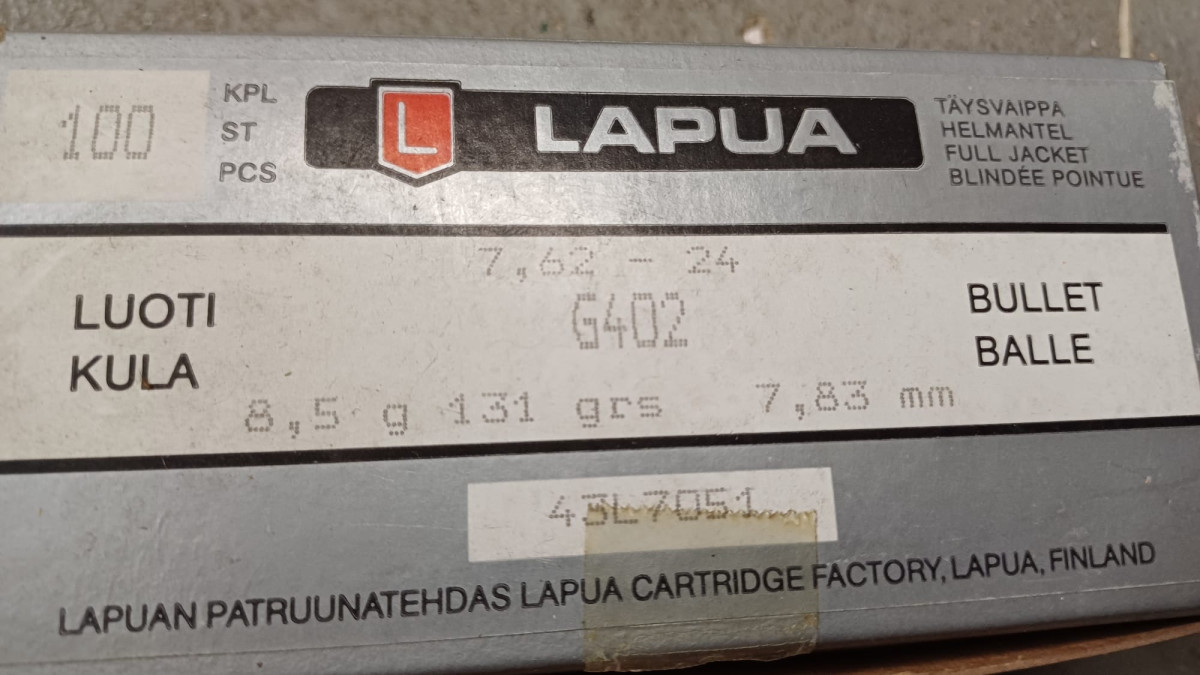 100
KPL
ST
PCS
L
LAPUA
TÄYSVAIPPA
HELMANTEL
FULL JACKET
BLINDÉE POINTUE
LUOTI
KULA
7,62 - 24
G402
8,5 g 131 grs 7,83 mm
BULLET
BALLE
43L7051
LAPUAN PATRUUNATEHDAS LAPUA CARTRIDGE FACTORY, LAPUA, FINLAND